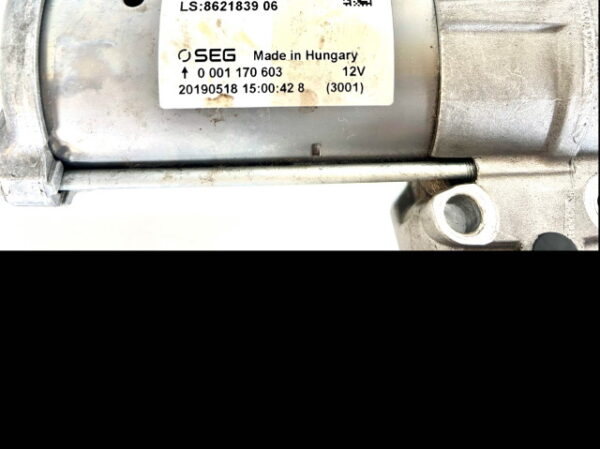 LS:8621839 06
SEG Made in Hungary
↑ 0 001 170 603 12V
20190518 15:00:42 8 (3001)